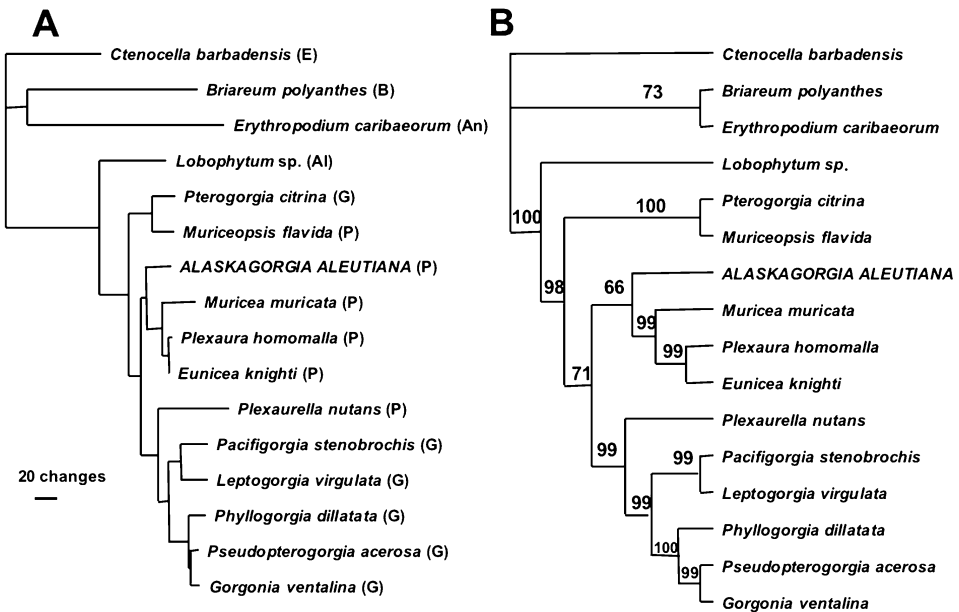 A
Ctenocella barbadensis (E)
Briareum polyanthes (B)
Erythropodium caribaeorum (An)
Lobophytum sp. (Al)
Pterogorgia citrina (G)
Muriceopsis flavida (P)
ALASKAGORGIA ALEUTIANA (P)
Muricea muricata (P)
Plexaura homomalla (P)
Eunicea knighti (P)
Plexaurella nutans (P)
Pacifigorgia stenobrochis (G)
Leptogorgia virgulata (G)
Phyllogorgia dillatata (G)
Pseudopterogorgia acerosa (G)
Gorgonia ventalina (G)
20 changes
B
Ctenocella barbadensis
73
Briareum polyanthes
Erythropodium caribaeorum
Lobophytum sp.
100
100
Pterogorgia citrina
Muriceopsis flavida
98
66
ALASKAGORGIA ALEUTIANA
99
Muricea muricata
99
Plexaura homomalla
Eunicea knighti
71
Plexaurella nutans
99
99
Pacifigorgia stenobrochis
Leptogorgia virgulata
99
Phyllogorgia dillatata
100
99
Pseudopterogorgia acerosa
Gorgonia ventalina